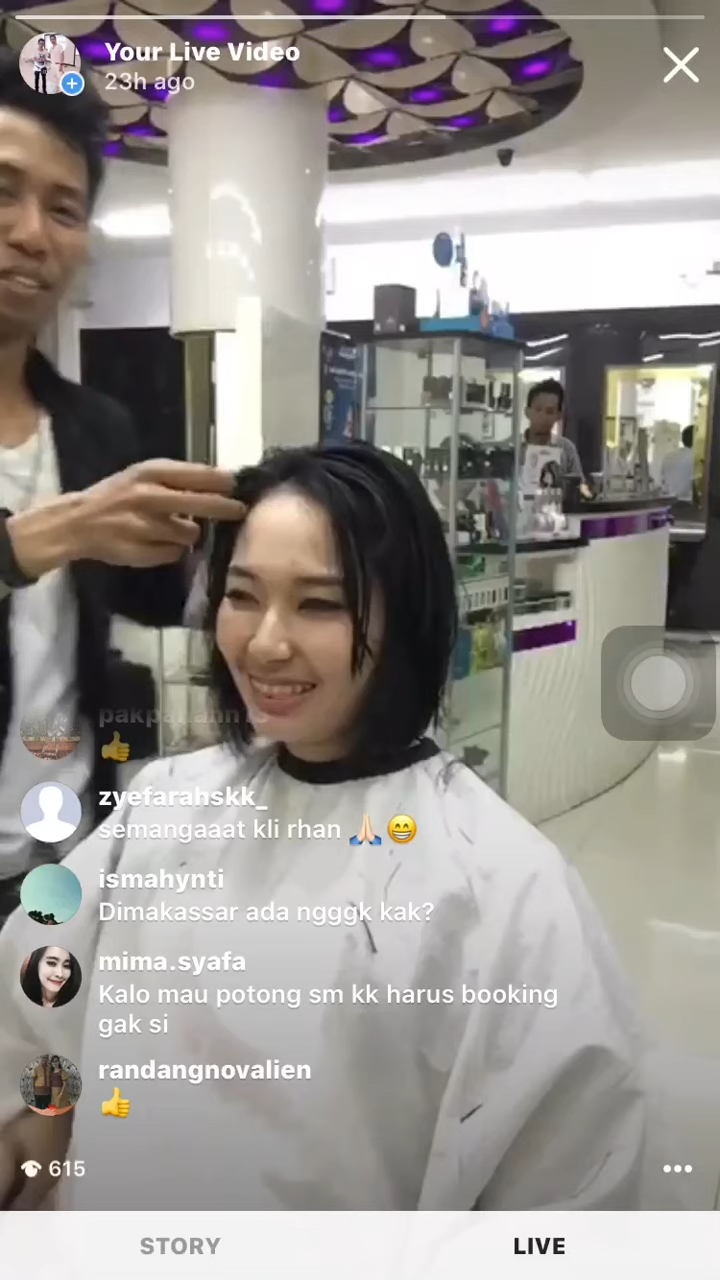 Your Live Video
23h ago
pakpa
👍
zyefarahskk_
semangaaat kli rhan 🙏😁
ismahynti
Dimakassar ada ngggk kak?
mima.syafa
Kalo mau potong sm kk harus booking
gak si
randangnovalien
👍
615
STORY
LIVE